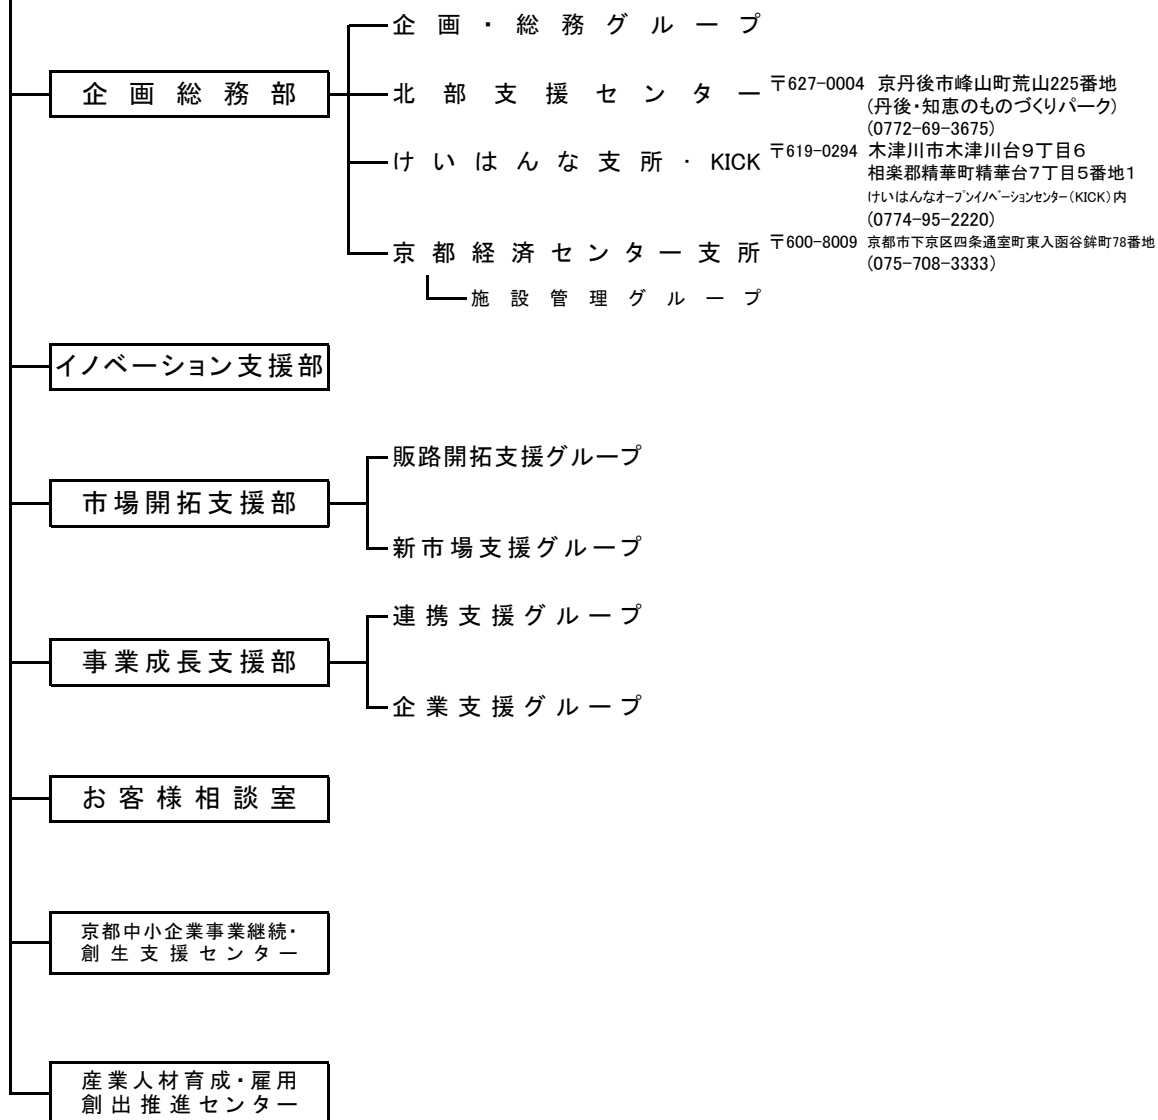 企画・総務グループ
企画総務部
北部支援センター
〒627-0004 京丹後市峰山町荒山225番地
(丹後・知恵のものづくりパーク)
(0772-69-3675)
けいはんな支所・KICK
〒619-0294 木津川市木津川台9丁目6
相楽郡精華町精華台7丁目5番地1
けいはんなオープンイノベーションセンター(KICK)内
(0774-95-2220)
京都経済センター支所
〒600-8009 京都市下京区四条通室町東入函谷鉾町78番地
(075-708-3333)
施設管理グループ
イノベーション支援部
市場開拓支援部
販路開拓支援グループ
新市場支援グループ
事業成長支援部
連携支援グループ
企業支援グループ
お客様相談室
京都中小企業事業継続・
創生支援センター
産業人材育成・雇用
創出推進センター